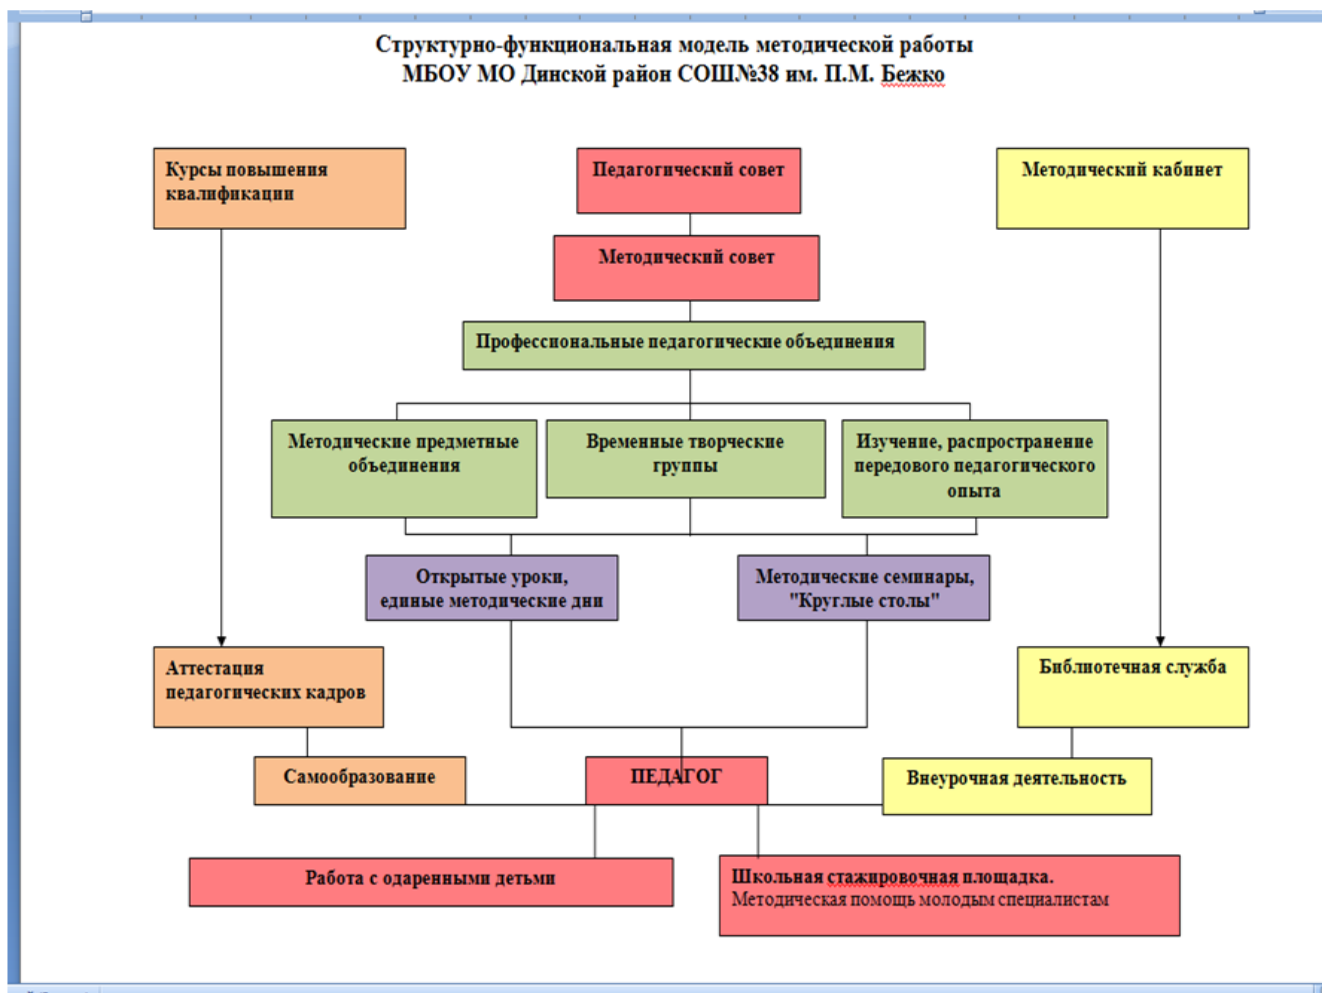 Структурно-функциональная модель методической работы
МБОУ МО Динской район СОШ№38 им. П.М. Бежко
Курсы повышения
квалификации
Педагогический совет
Методический кабинет
Методический совет
Профессиональные педагогические объединения
Методические предметные
объединения
Временные творческие
группы
Изучение, распространение
передового педагогического
опыта
Открытые уроки,
единые методические дни
Методические семинары,
"Круглые столы"
Аттестация
педагогических кадров
Библиотечная служба
Самообразование
ПЕДАГОГ
Внеурочная деятельность
Работа с одаренными детьми
Школьная стажировочная площадка.
Методическая помощь молодым специалистам